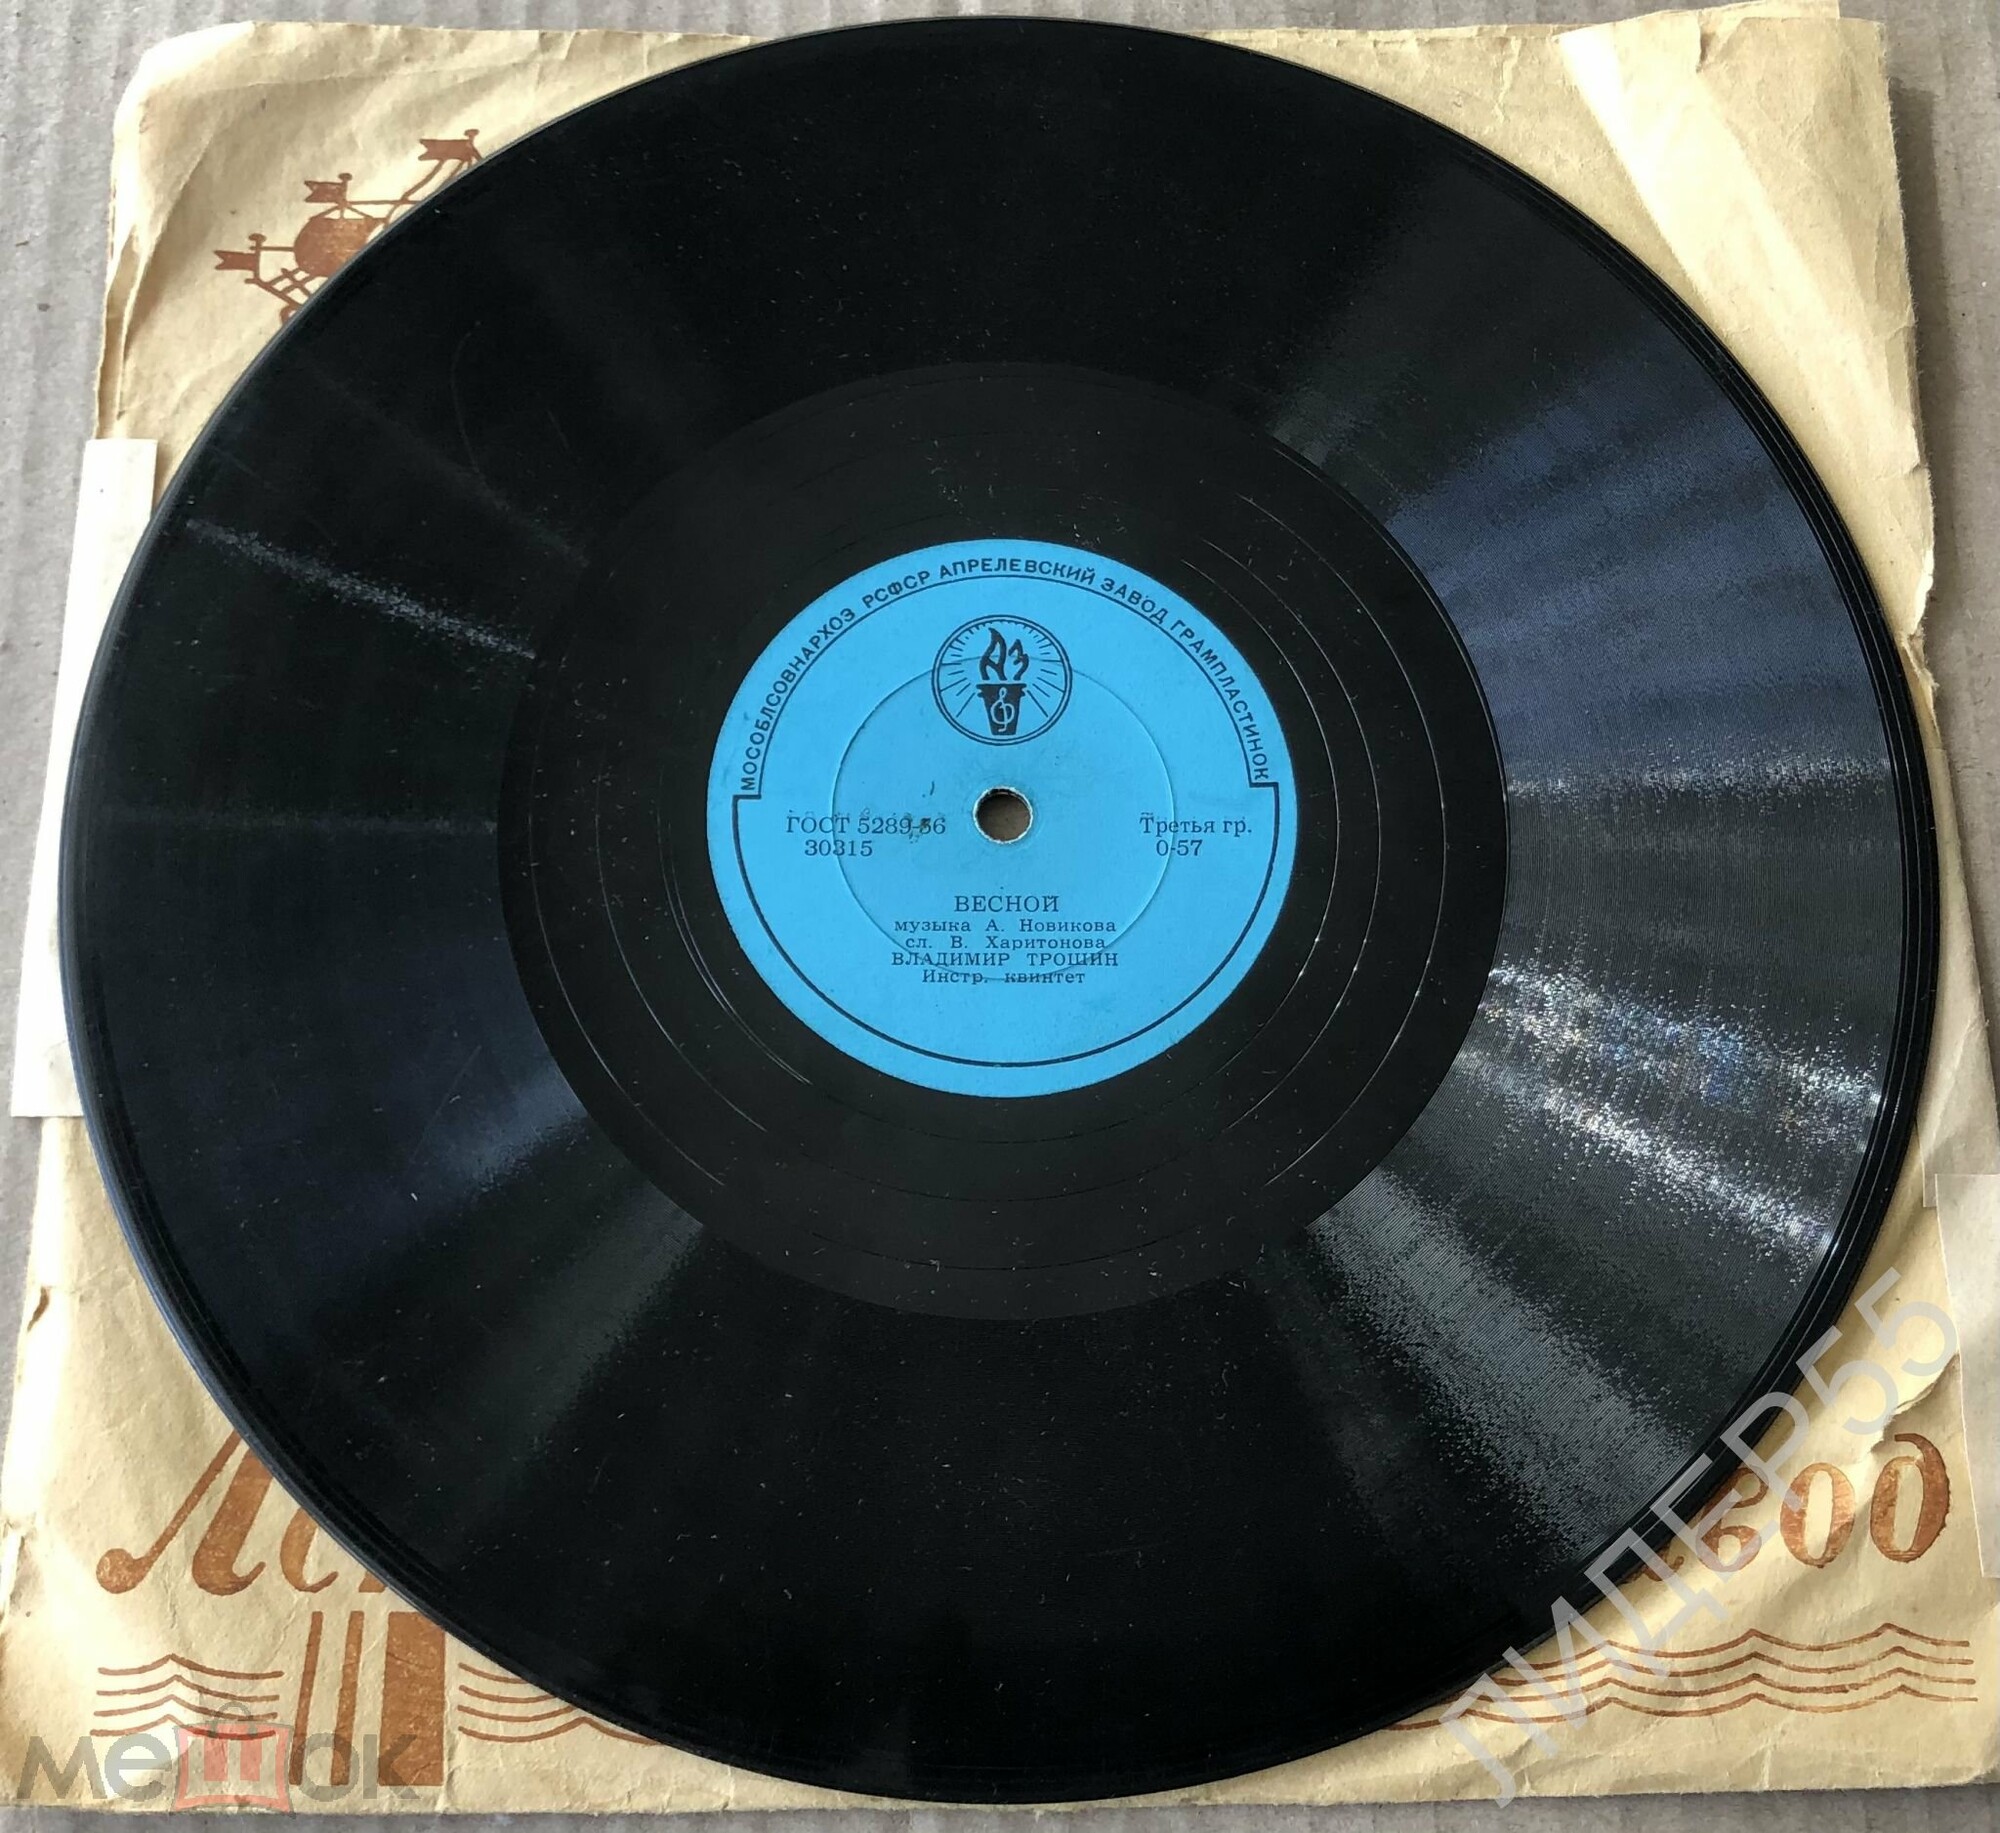 МОСОБЛСОВНАРХОЗ РСФСР АПРЕЛЕВСКИЙ ЗАВОД ГРАМПЛАСТИНОК
АЗ
ГОСТ 5289-56
30315
Третья гр.
0-57
ВЕСНОЙ
музыка А. Новикова
сл. В. Харитонова
ВЛАДИМИР ТРОШИН
Инстр. квинтет
ЛИДЕР55
мешок